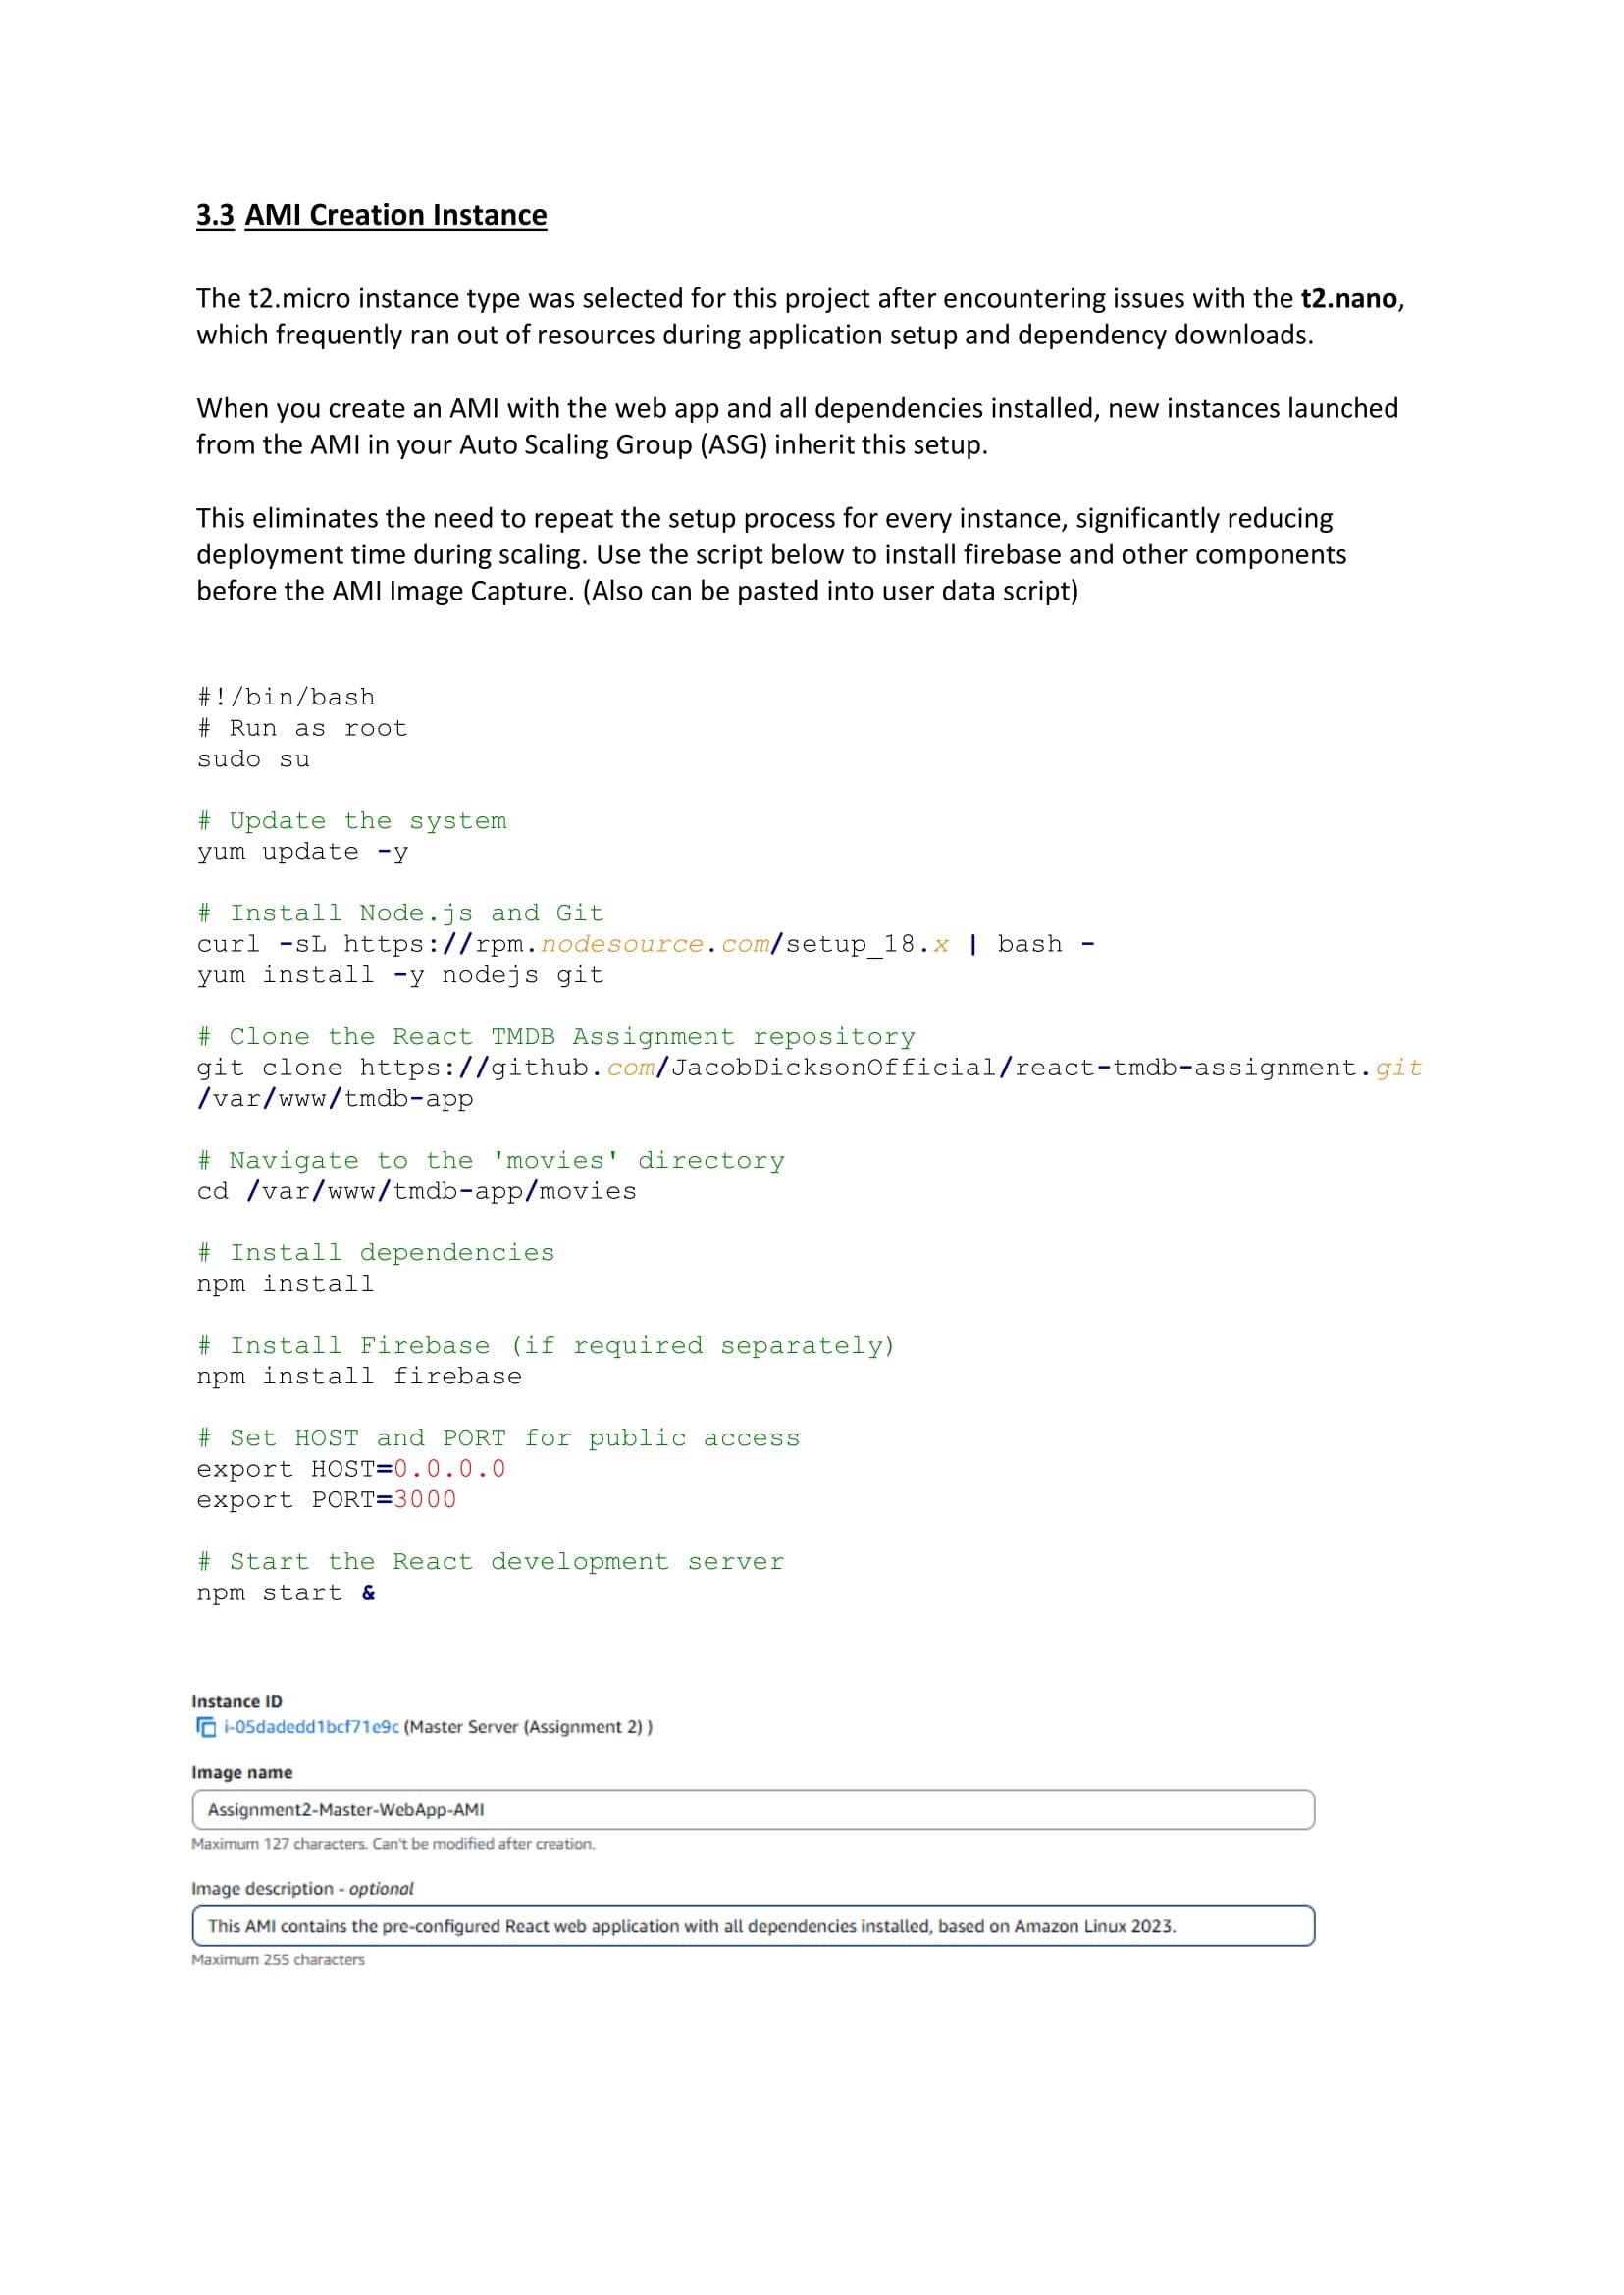 3.3 AMI Creation Instance
The t2.micro instance type was selected for this project after encountering issues with the t2.nano,
which frequently ran out of resources during application setup and dependency downloads.
When you create an AMI with the web app and all dependencies installed, new instances launched
from the AMI in your Auto Scaling Group (ASG) inherit this setup.
This eliminates the need to repeat the setup process for every instance, significantly reducing
deployment time during scaling. Use the script below to install firebase and other components
before the AMI Image Capture. (Also can be pasted into user data script)
#!/bin/bash
# Run as root
sudo su
# Update the system
yum update -y
# Install Node.js and Git
curl -sL https://rpm.nodesource.com/setup_18.x | bash -
yum install -y nodejs git
# Clone the React TMDB Assignment repository
git clone https://github.com/JacobDicksonOfficial/react-tmdb-assignment.git
/var/www/tmdb-app
# Navigate to the 'movies' directory
cd /var/www/tmdb-app/movies
# Install dependencies
npm install
# Install Firebase (if required separately)
npm install firebase
# Set HOST and PORT for public access
export HOST=0.0.0.0
export PORT=3000
# Start the React development server
npm start &
Instance ID
i-05dadedd1bcf71e9c (Master Server (Assignment 2) )
Image name
Assignment2-Master-WebApp-AMI
Maximum 127 characters. Can't be modified after creation.
Image description - optional
This AMI contains the pre-configured React web application with all dependencies installed, based on Amazon Linux 2023.
Maximum 255 characters